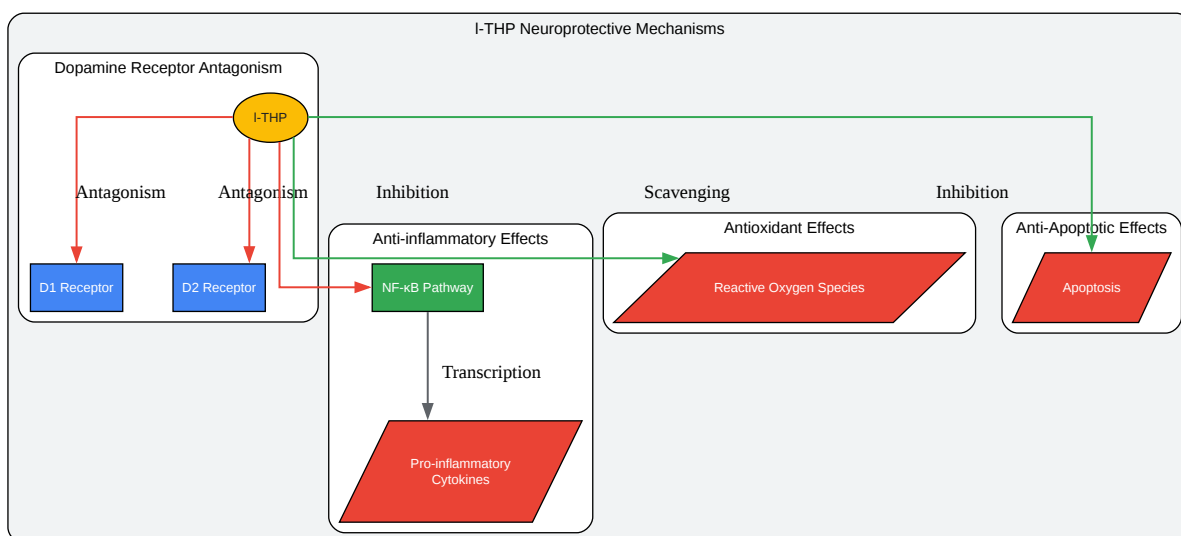 l-THP Neuroprotective Mechanisms
Dopamine Receptor Antagonism
l-THP
Antagonism
Antagonism
Inhibition
Scavenging
Inhibition
D1 Receptor
D2 Receptor
Anti-inflammatory Effects
NF-κB Pathway
Transcription
Pro-inflammatory
Cytokines
Antioxidant Effects
Reactive Oxygen Species
Anti-Apoptotic Effects
Apoptosis